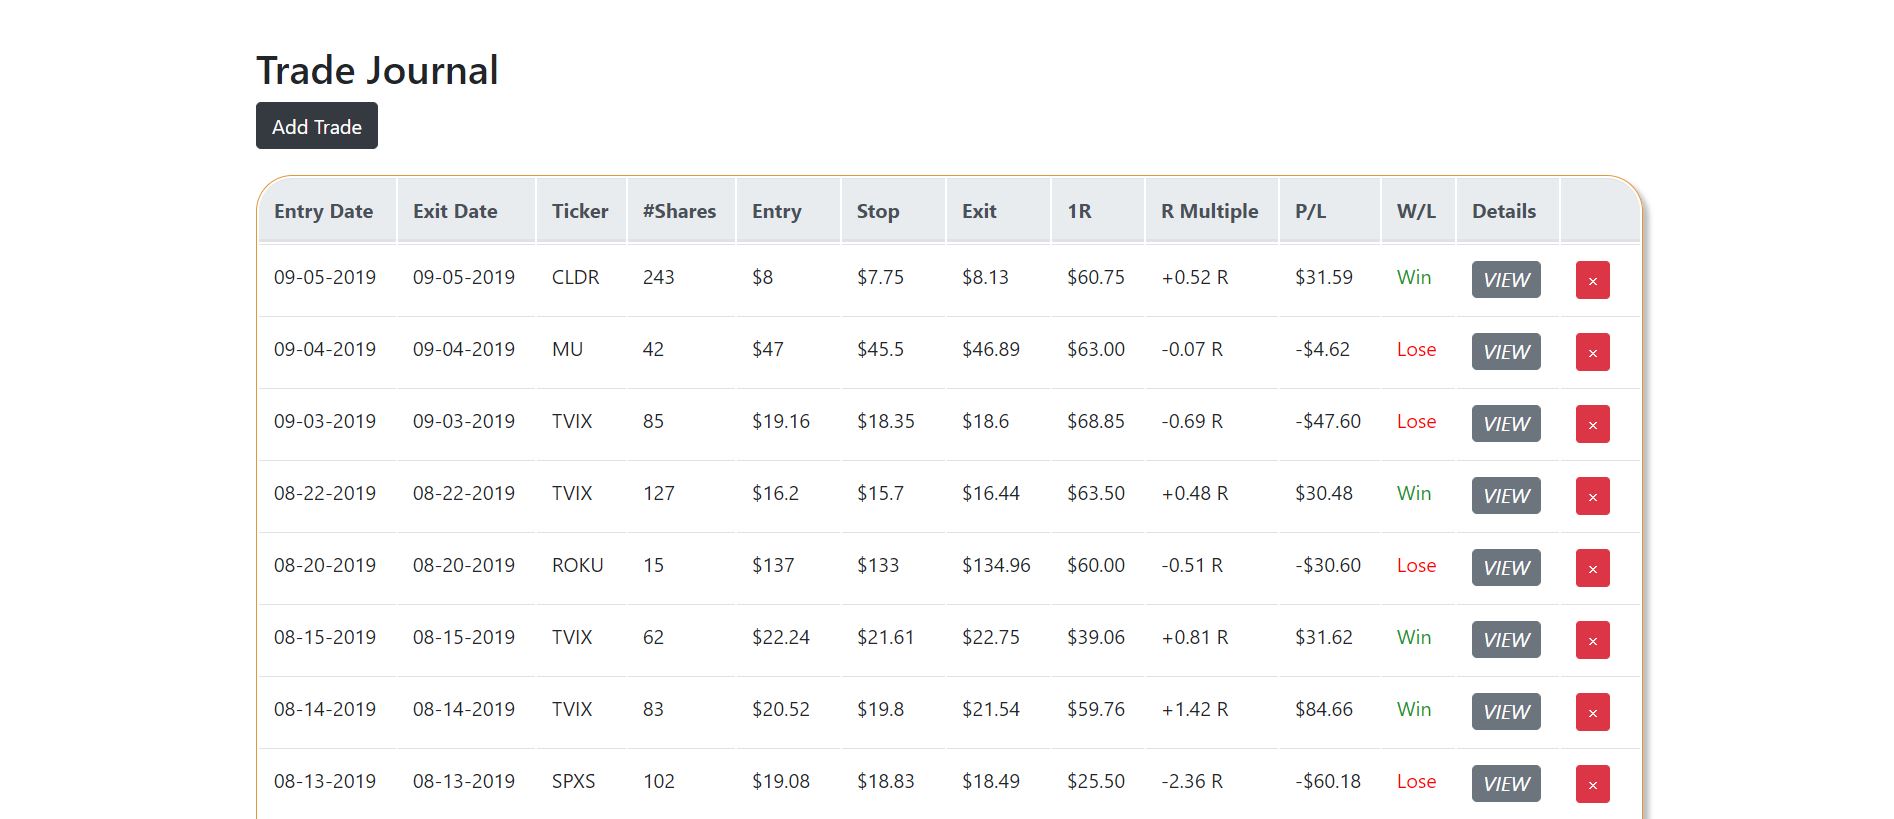 Trade Journal
Add Trade
Entry Date Exit Date Ticker #Shares Entry Stop Exit 1R R Multiple P/L W/L Details
09-05-2019 09-05-2019 CLDR 243 $8 $7.75 $8.13 $60.75 +0.52 R $31.59 Win VIEW ×
09-04-2019 09-04-2019 MU 42 $47 $45.5 $46.89 $63.00 -0.07 R -$4.62 Lose VIEW ×
09-03-2019 09-03-2019 TVIX 85 $19.16 $18.35 $18.6 $68.85 -0.69 R -$47.60 Lose VIEW ×
08-22-2019 08-22-2019 TVIX 127 $16.2 $15.7 $16.44 $63.50 +0.48 R $30.48 Win VIEW ×
08-20-2019 08-20-2019 ROKU 15 $137 $133 $134.96 $60.00 -0.51 R -$30.60 Lose VIEW ×
08-15-2019 08-15-2019 TVIX 62 $22.24 $21.61 $22.75 $39.06 +0.81 R $31.62 Win VIEW ×
08-14-2019 08-14-2019 TVIX 83 $20.52 $19.8 $21.54 $59.76 +1.42 R $84.66 Win VIEW ×
08-13-2019 08-13-2019 SPXS 102 $19.08 $18.83 $18.49 $25.50 -2.36 R -$60.18 Lose VIEW ×